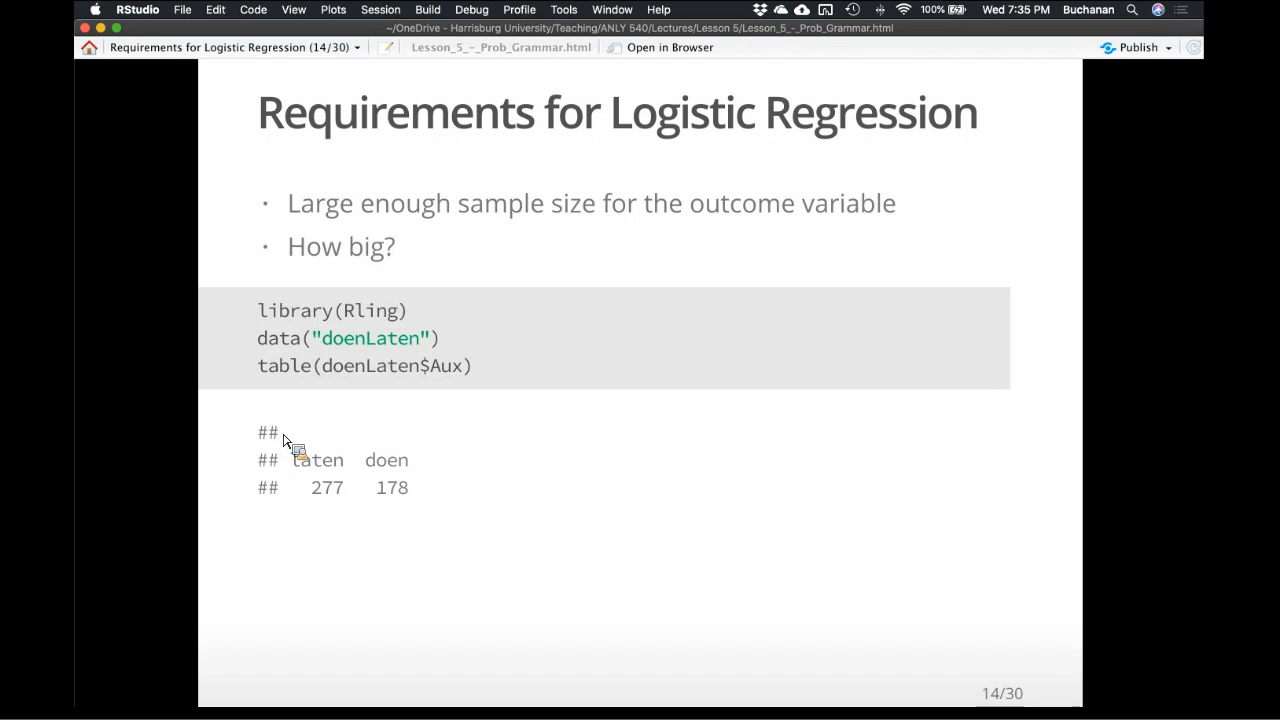 RStudio File Edit Code View Plots Session Build Debug Profile Tools Window Help 100% Wed 7:35 PM Buchanan
~/OneDrive - Harrisburg University/Teaching/ANLY 540/Lectures/Lesson 5/Lesson_5_-_Prob_Grammar.html
Requirements for Logistic Regression (14/30) Lesson_5_-_Prob_Grammar.html Open in Browser Publish
Requirements for Logistic Regression
· Large enough sample size for the outcome variable
· How big?
library(Rling)
data("doenLaten")
table(doenLaten$Aux)
##
## laten doen
## 277 178
14/30